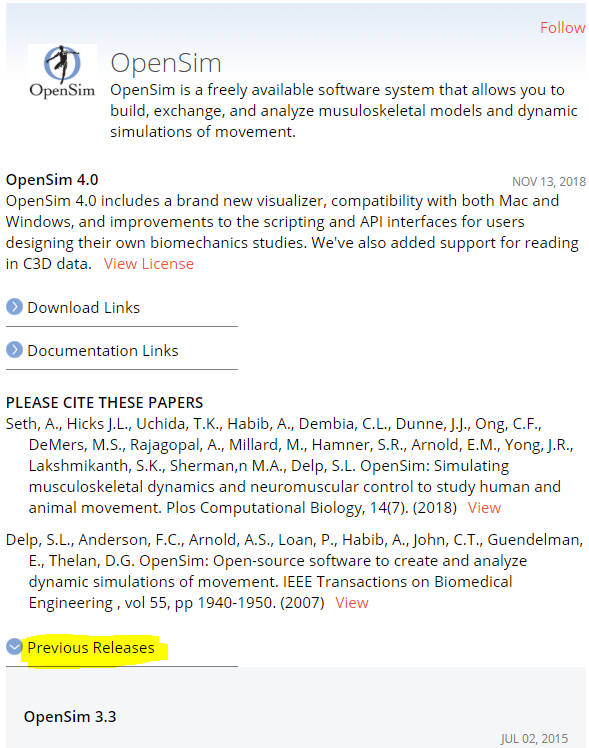 Follow
OpenSim
OpenSim
OpenSim is a freely available software system that allows you to
build, exchange, and analyze musuloskeletal models and dynamic
simulations of movement.
OpenSim 4.0
NOV 13, 2018
OpenSim 4.0 includes a brand new visualizer, compatibility with both Mac and
Windows, and improvements to the scripting and API interfaces for users
designing their own biomechanics studies. We've also added support for reading
in C3D data. View License
Download Links
Documentation Links
PLEASE CITE THESE PAPERS
Seth, A., Hicks J.L., Uchida, T.K., Habib, A., Dembia, C.L., Dunne, J.J., Ong, C.F.,
DeMers, M.S., Rajagopal, A., Millard, M., Hamner, S.R., Arnold, E.M., Yong, J.R.,
Lakshmikanth, S.K., Sherman,n M.A., Delp, S.L. OpenSim: Simulating
musculoskeletal dynamics and neuromuscular control to study human and
animal movement. Plos Computational Biology, 14(7). (2018) View
Delp, S.L., Anderson, F.C., Arnold, A.S., Loan, P., Habib, A., John, C.T., Guendelman,
E., Thelan, D.G. OpenSim: Open-source software to create and analyze
dynamic simulations of movement. IEEE Transactions on Biomedical
Engineering , vol 55, pp 1940-1950. (2007) View
Previous Releases
OpenSim 3.3
JUL 02, 2015